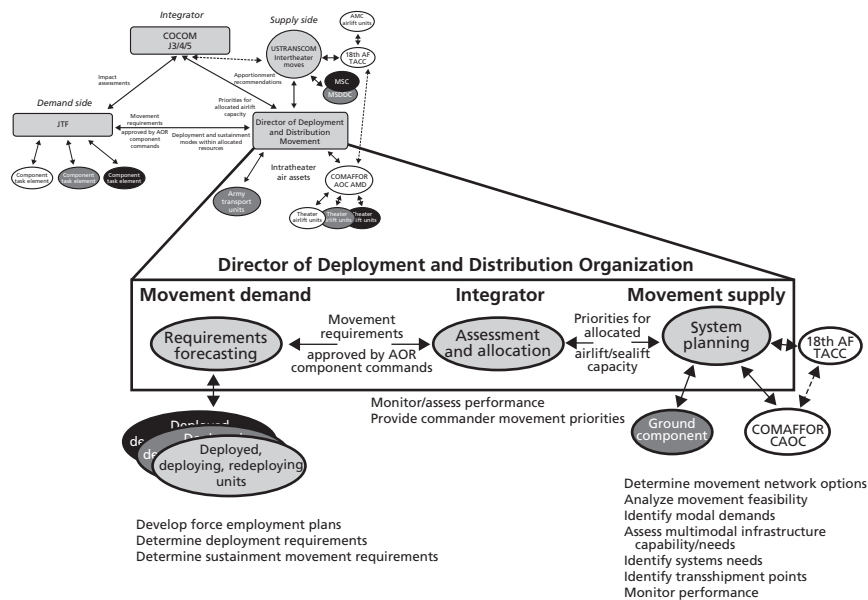 Integrator
COCOM
J3/4/5
Supply side
USTRANSCOM
Intertheater
moves
AMC
airlift units
18th AF
TACC
MSC
MSDDC
Impact
assessments
Apportionment
recommendations
Priorities for
allocated airlift
capacity
Demand side
JTF
Movement
requirements
approved by AOR
component
commands
Deployment and sustainment
modes within allocated
resources
Director of Deployment
and Distribution
Movement
Component
task element
Component
task element
Component
task element
Intratheater
air assets
Army
transport
units
COMAFFOR
AOC AMD
Theater
airlift units
Theater
airlift units
Theater
lift units
Director of Deployment and Distribution Organization
Movement demand
Integrator
Movement supply
Requirements
forecasting
Movement
requirements
approved by AOR
component commands
Assessment
and allocation
Priorities for
allocated
airlift/sealift
capacity
System
planning
18th AF
TACC
Monitor/assess performance
Provide commander movement priorities
Ground
component
COMAFFOR
CAOC
Deployed
de
de
Deployed,
deploying, redeploying
units
Develop force employment plans
Determine deployment requirements
Determine sustainment movement requirements
Determine movement network options
Analyze movement feasibility
Identify modal demands
Assess multimodal infrastructure
capability/needs
Identify systems needs
Identify transshipment points
Monitor performance